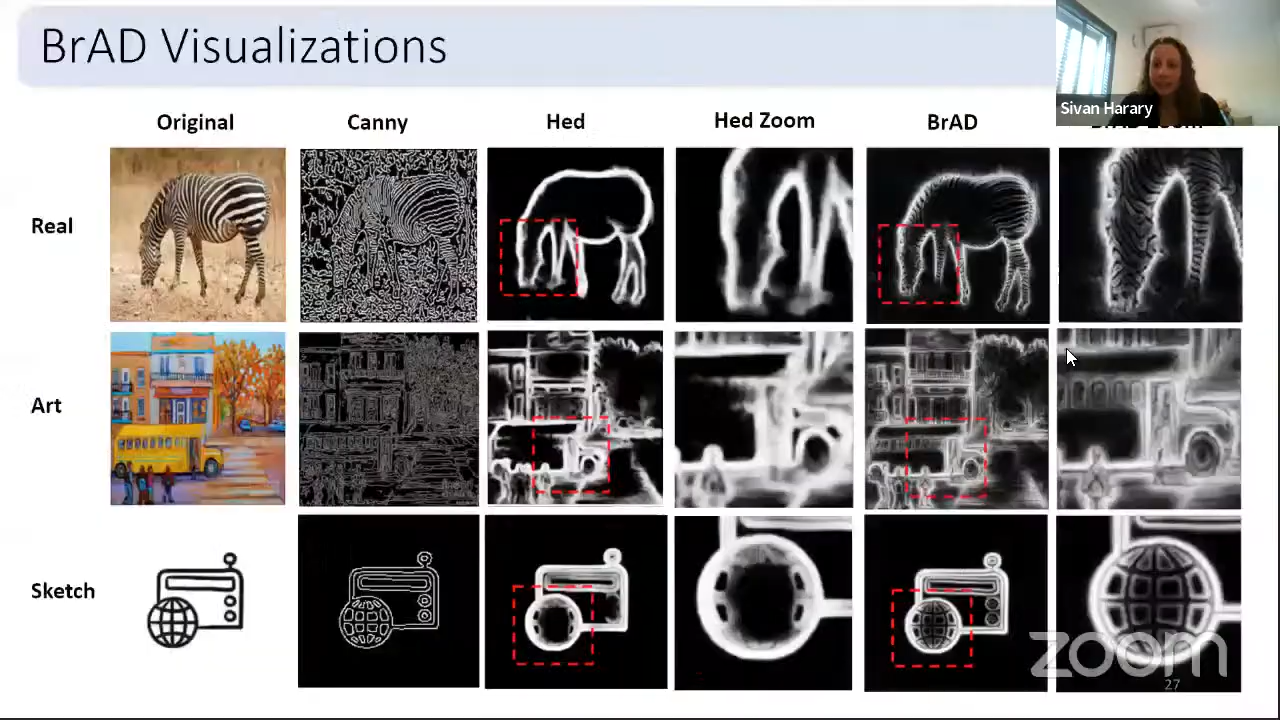 BrAD Visualizations
Sivan Harary
Original
Canny
Hed
Hed Zoom
BrAD
Real
Art
Sketch
zoom
27